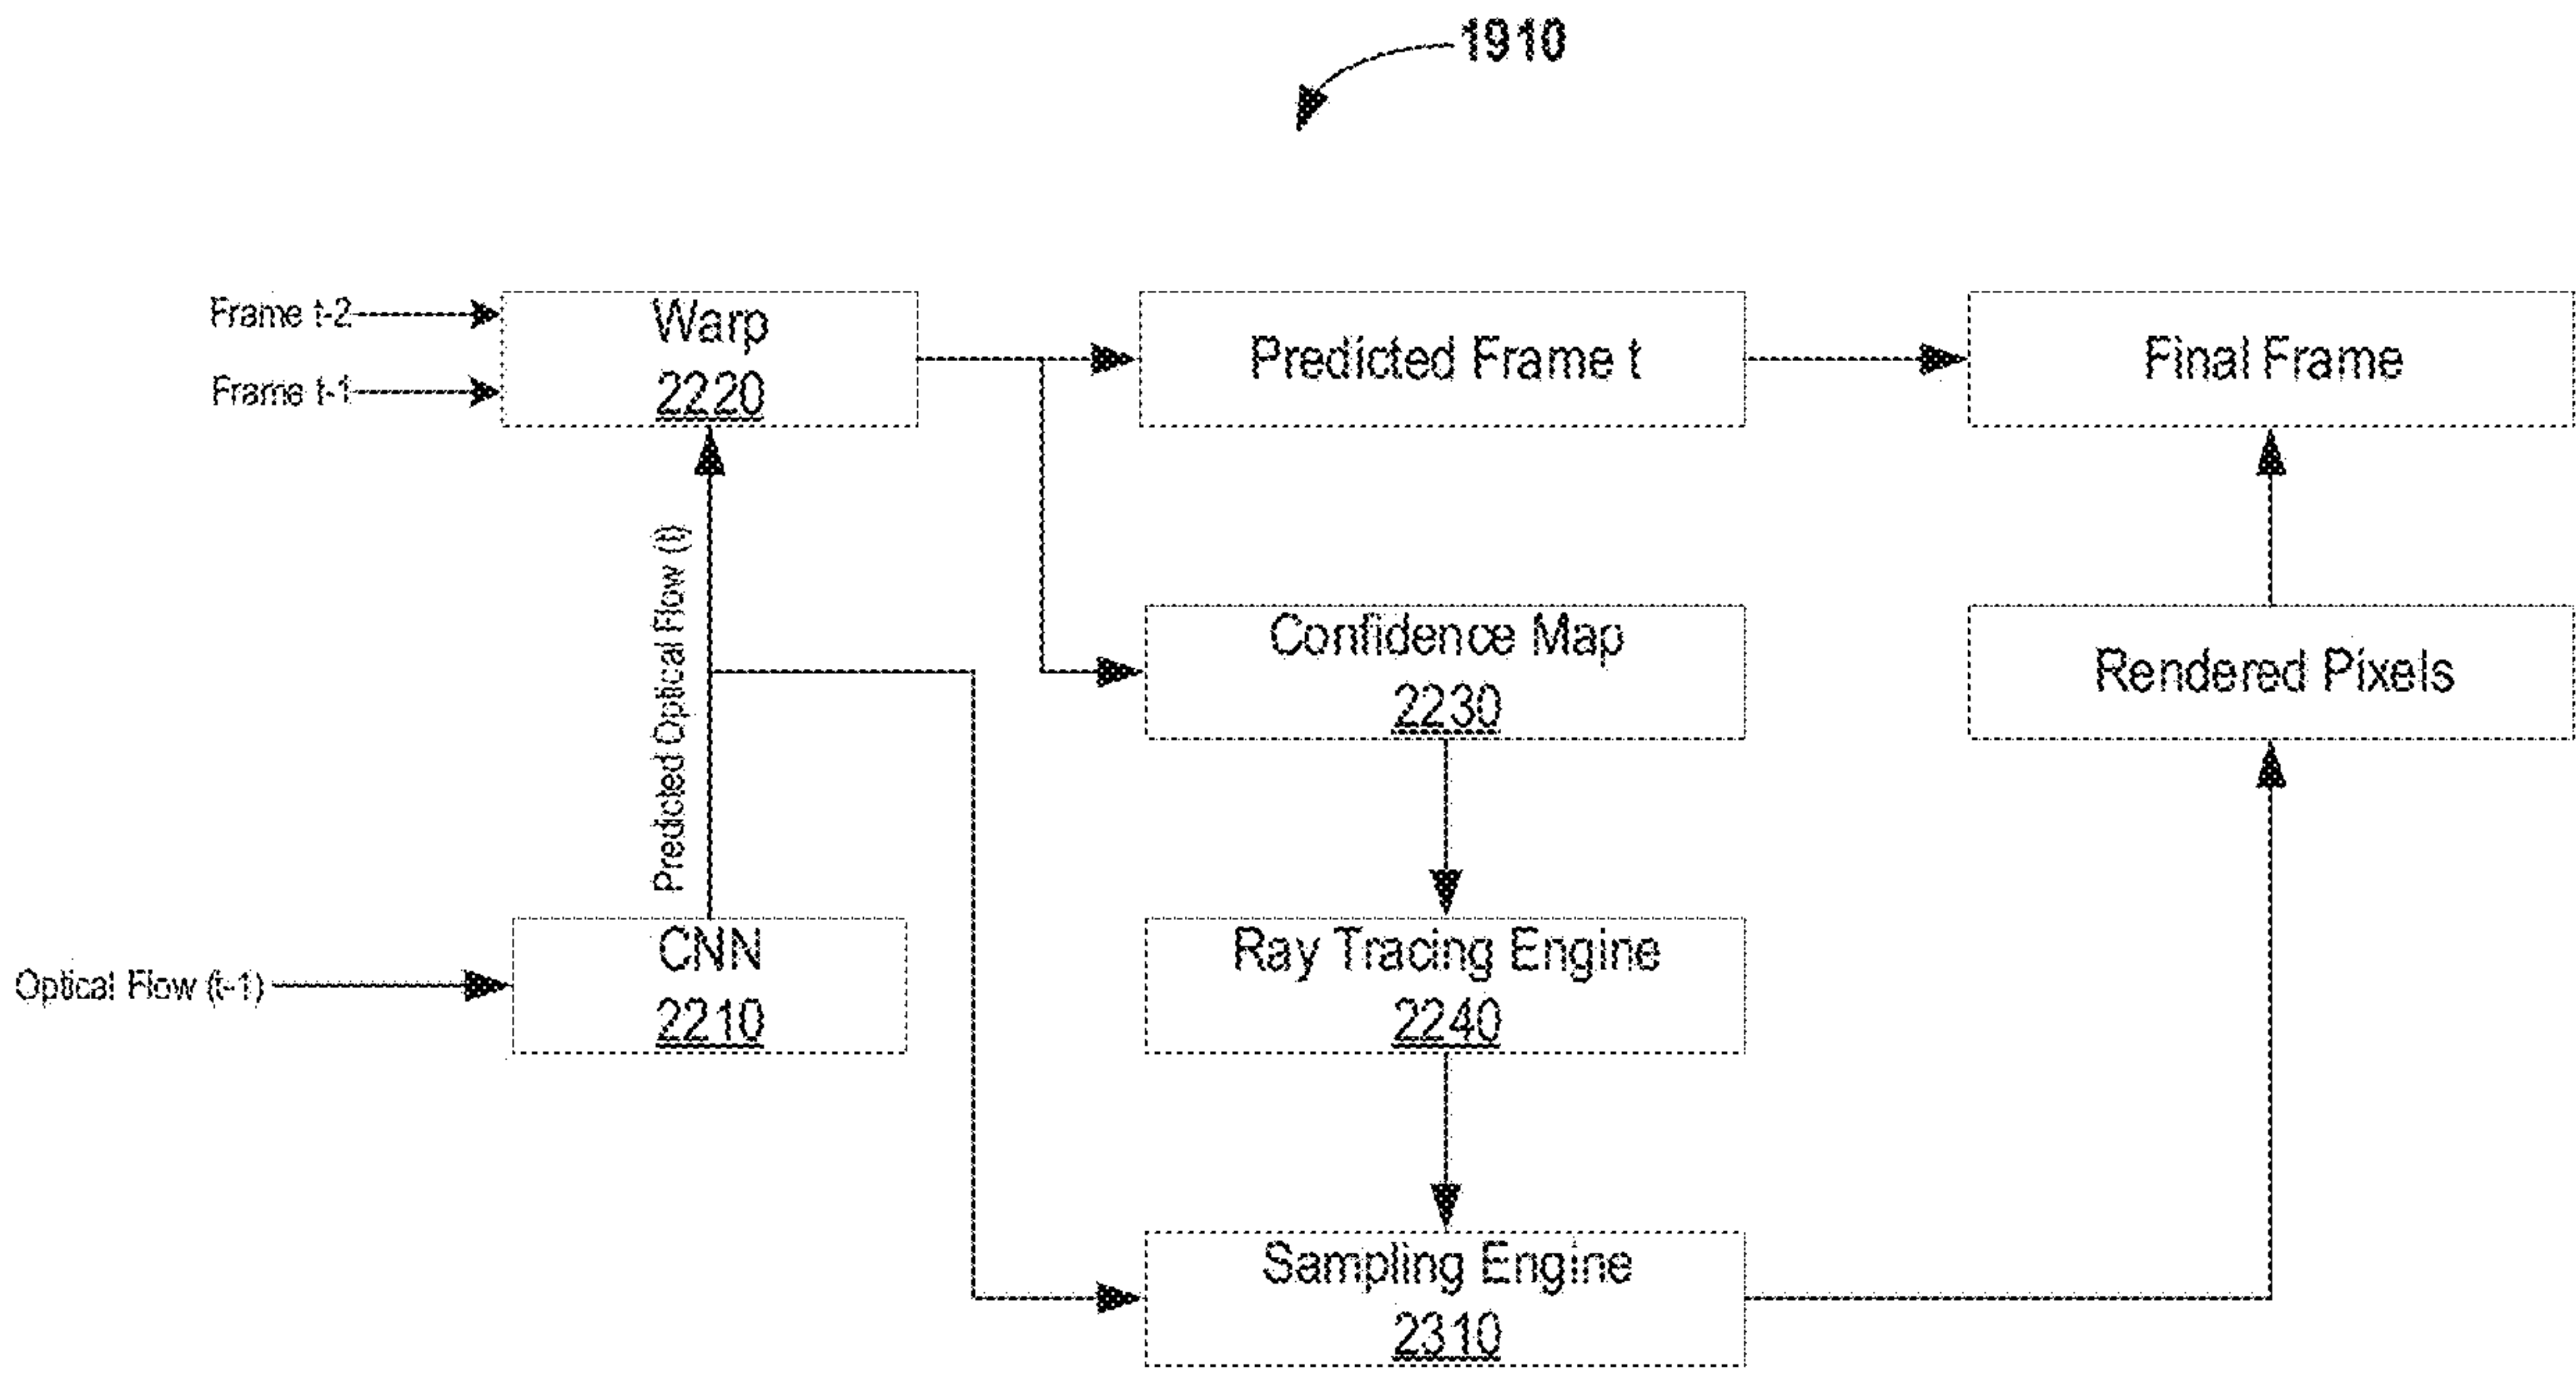 1910
Frame t-2
Frame t-1
Warp
2220
Predicted Frame t
Final Frame
Predicted Optical Flow (t)
Confidence Map
2230
Rendered Pixels
Optical Flow (t-1)
CNN
2210
Ray Tracing Engine
2240
Sampling Engine
2310